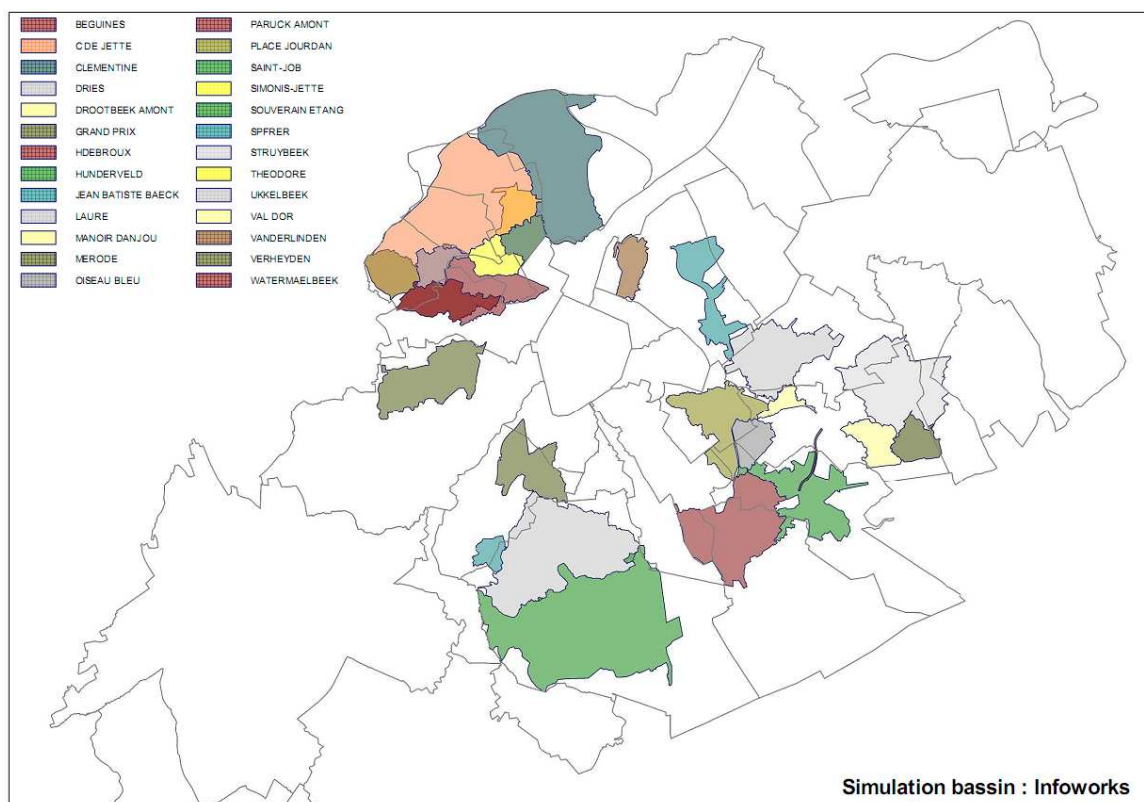 BEGUINES
C DE JETTE
CLEMENTINE
DRIES
DROOTBEEK AMONT
GRAND PRIX
HDEBROUX
HUNDERVELD
JEAN BATISTE BAECK
LAURE
MANOIR DANJOU
MERODE
OISEAU BLEU
PARUCK AMONT
PLACE JOURDAN
SAINT-JOB
SIMONIS-JETTE
SOUVERAIN ETANG
SPFRER
STRUYBEEK
THEODORE
UKKELBEEK
VAL DOR
VANDERLINDEN
VERHEYDEN
WATERMAELBEEK
Simulation bassin : Infoworks